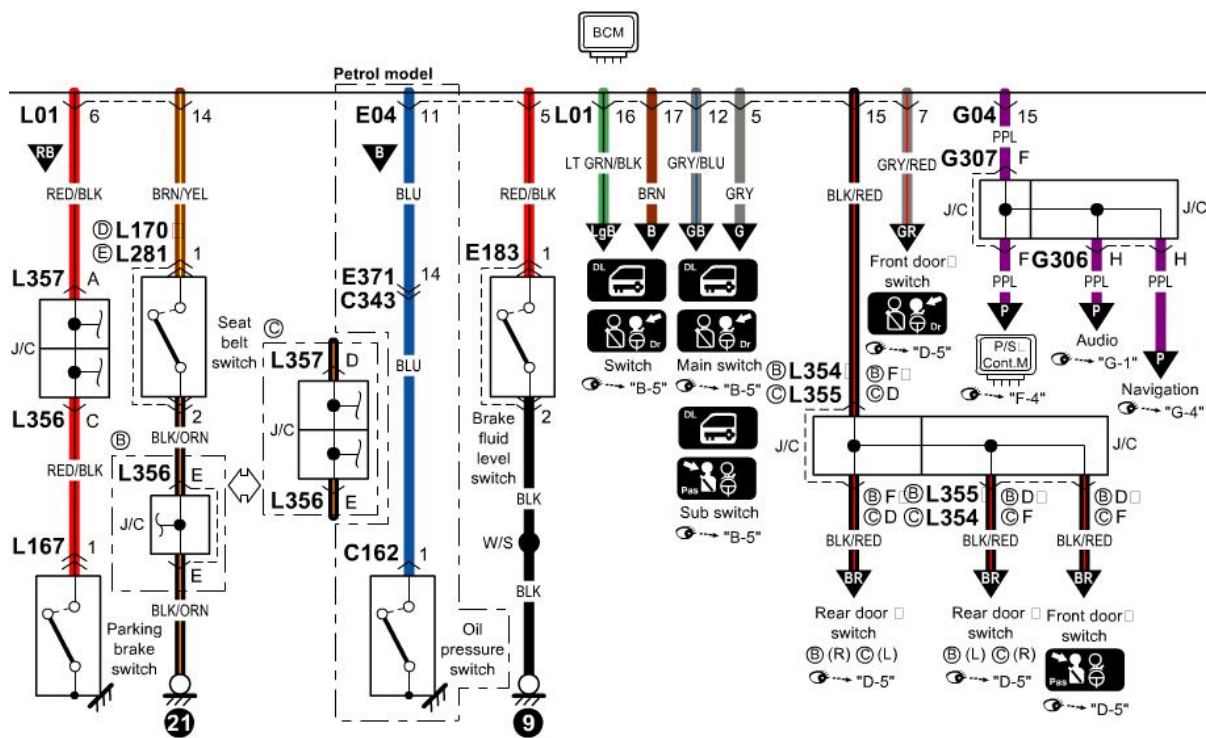 BCM
Petrol model
L01 6 14 E04 11 5 L01 16 17 12 5 15 7 G04 15
RB B PPL
G307 F
RED/BLK BRN/YEL BLU RED/BLK LT GRN/BLK BRN GRY/BLU GRY BLK/RED GRY/RED
J/C J/C
Ⓓ L170
Ⓔ L281 1
LgB B GB G GR
E183 1
F G306 H H
PPL PPL PPL
L357 A
E371 14
C343
DL DL
Front door
switch
Dr
"D-5"
P P P
P/S
Cont.M
"F-4"
Audio
"G-1"
Navigation
"G-4"
J/C
Seat
belt
switch
Ⓒ
L357 D
BLU
Dr Dr
Switch
"B-5"
Main switch
"B-5"
Ⓑ L354 Ⓑ F
Ⓒ L355 Ⓒ D
L356 C
2
BLK/ORN
J/C
2
Brake
fluid
level
switch
DL
Pas
Sub switch
"B-5"
J/C J/C
RED/BLK
Ⓑ
L356 E
L356 E
BLK
Ⓑ F Ⓑ L355 Ⓑ D Ⓑ D
Ⓒ D Ⓒ L354 Ⓒ F Ⓒ F
J/C
W/S
BLK/RED BLK/RED BLK/RED
L167 1
E
C162 1
BLK
BR BR BR
BLK/ORN
Parking
brake
switch
Oil
pressure
switch
Rear door
switch
Ⓑ (R) Ⓒ (L)
"D-5"
Rear door
switch
Ⓑ (L) Ⓒ (R)
"D-5"
Front door
switch
Pas
"D-5"
21 9